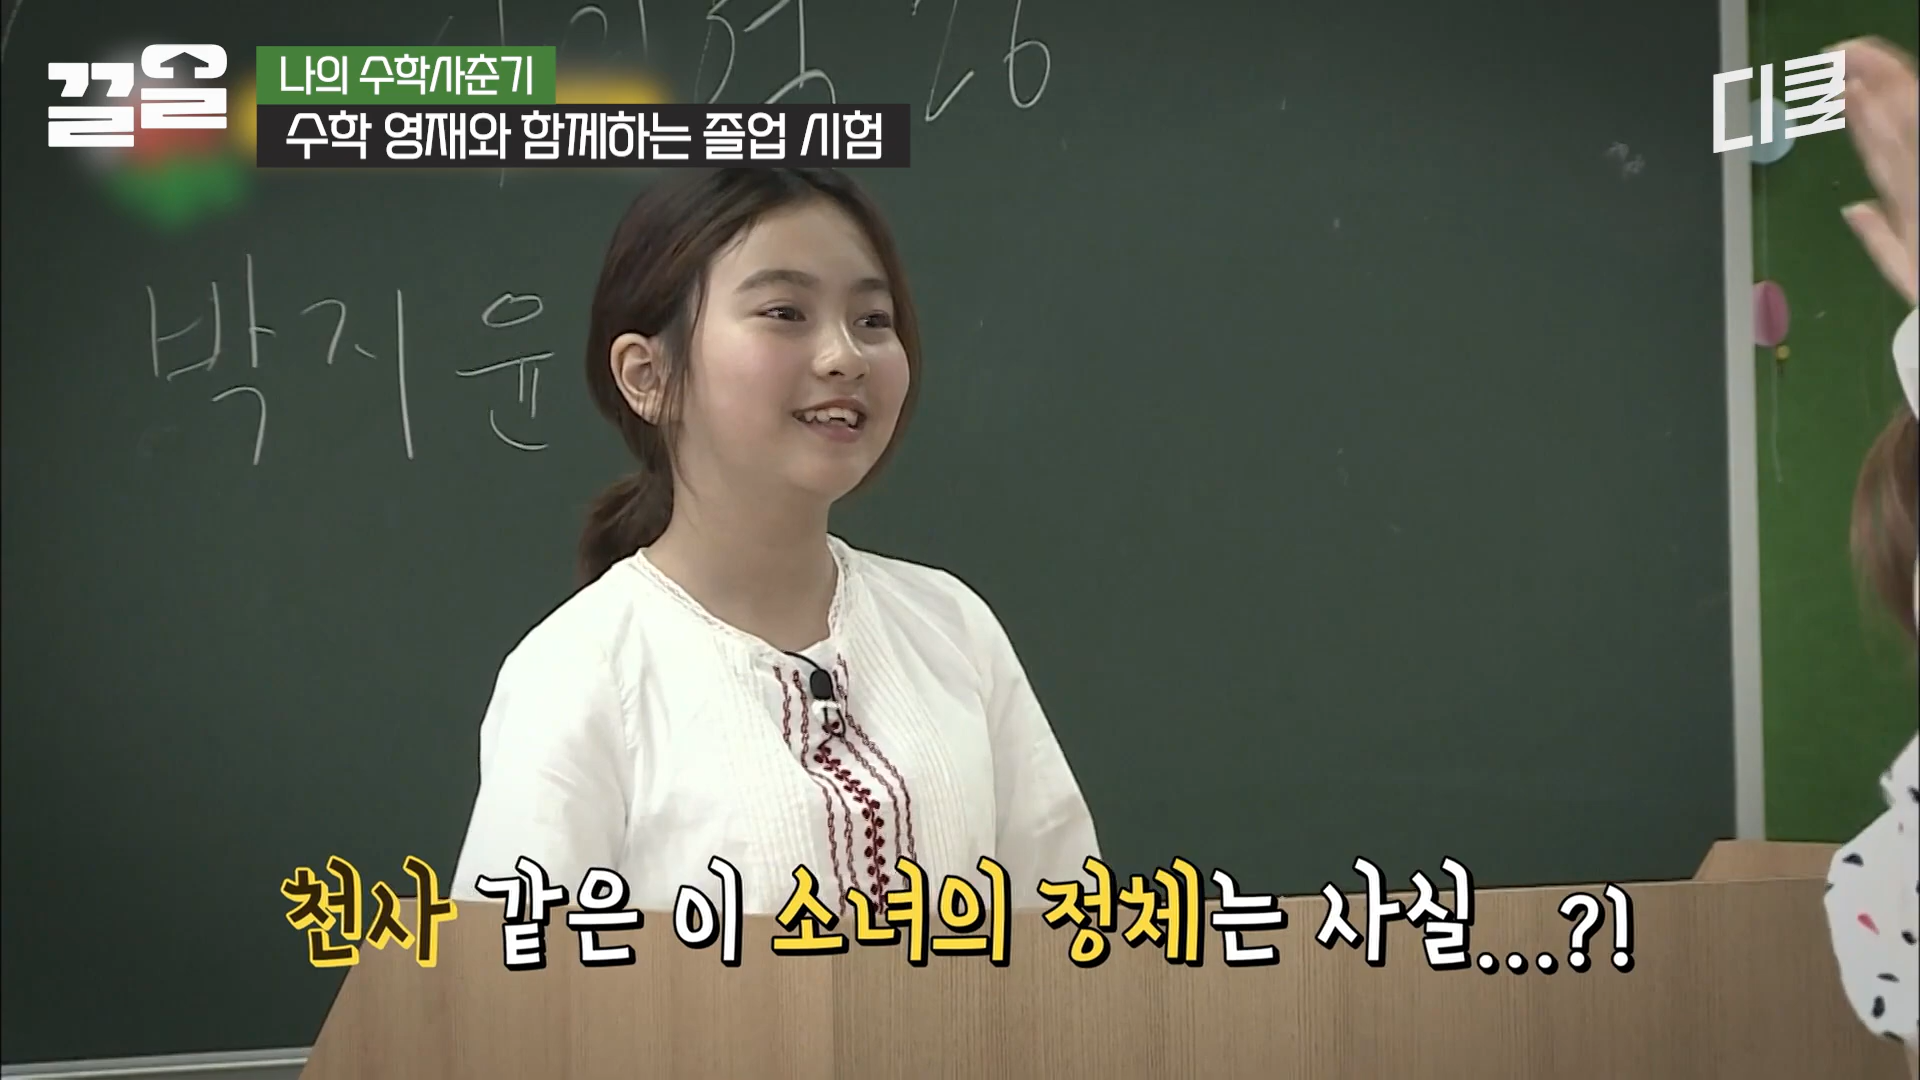 끌올
나의 수학사춘기
디클
수학 영재와 함께하는 졸업 시험
박지윤
천사 같은 이 소녀의 정체는 사실...?!